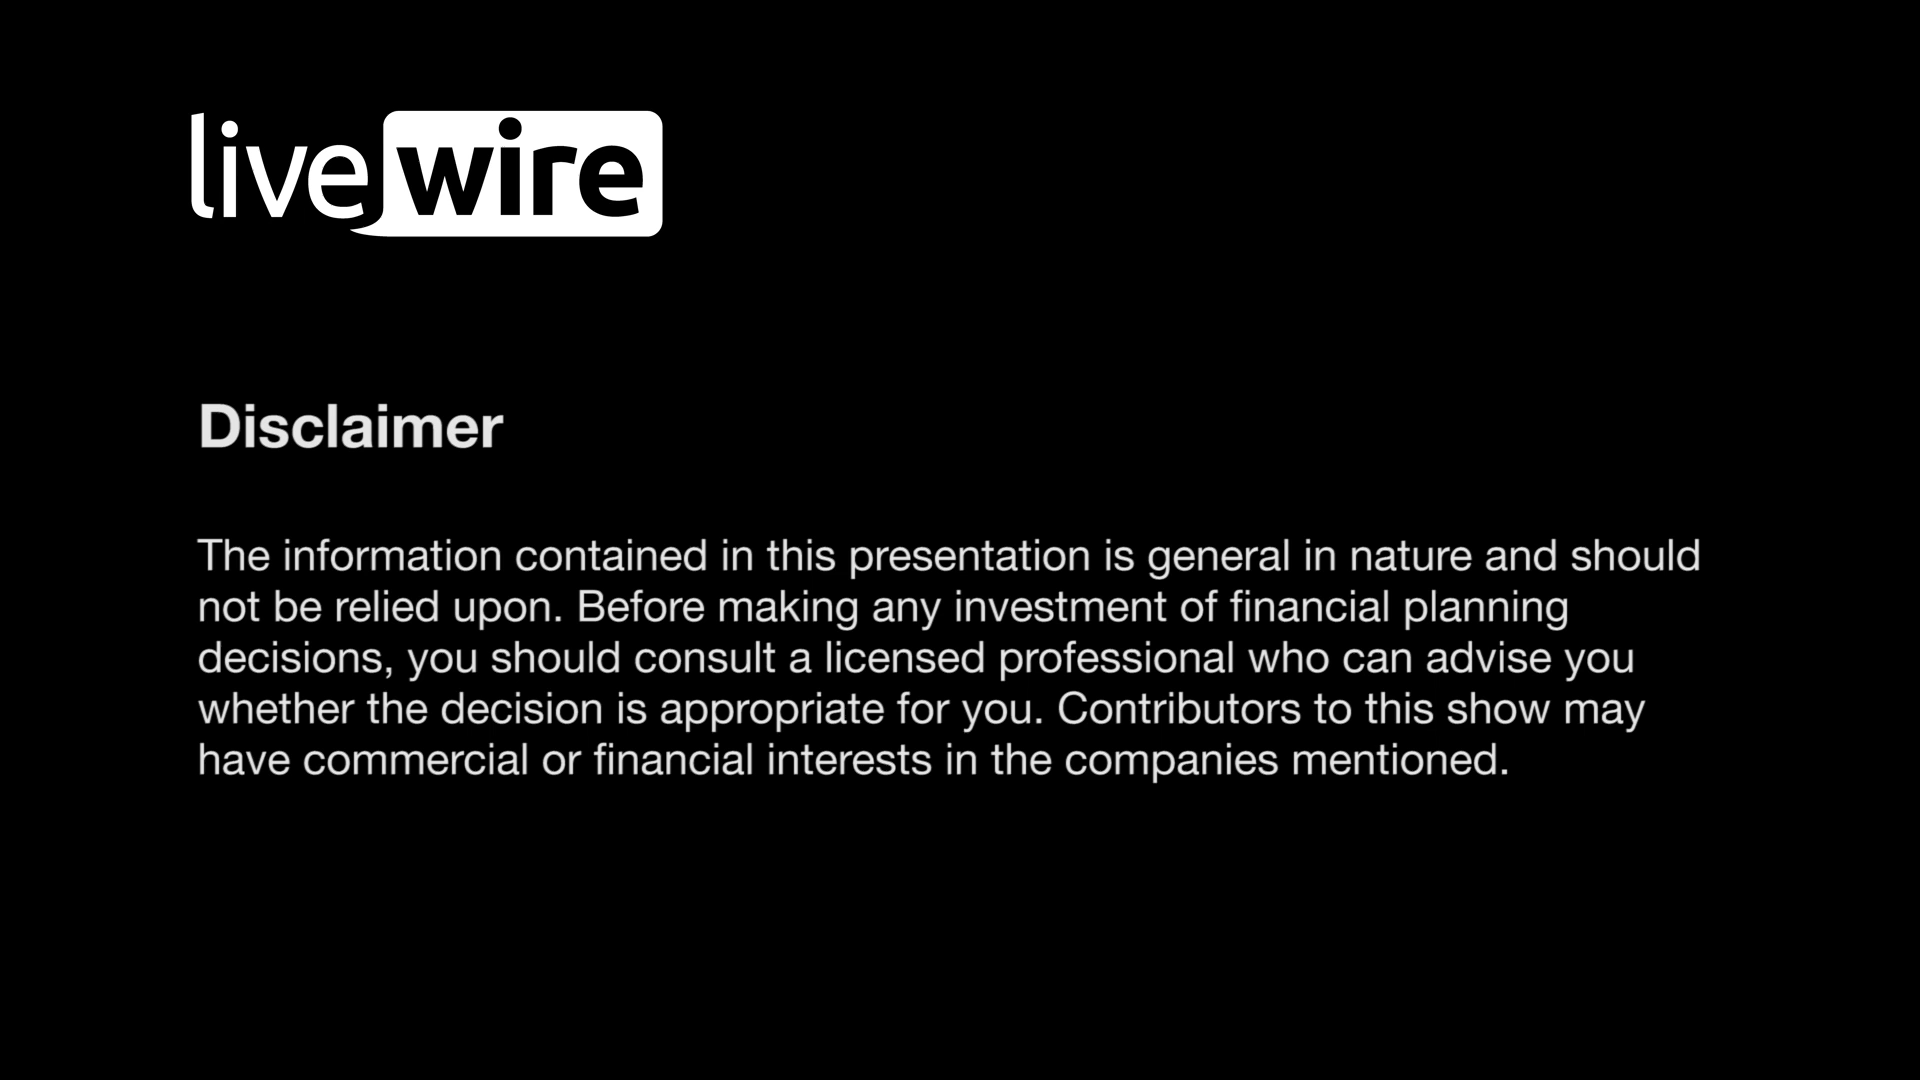 livewire
Disclaimer
The information contained in this presentation is general in nature and should
not be relied upon. Before making any investment of financial planning
decisions, you should consult a licensed professional who can advise you
whether the decision is appropriate for you. Contributors to this show may
have commercial or financial interests in the companies mentioned.